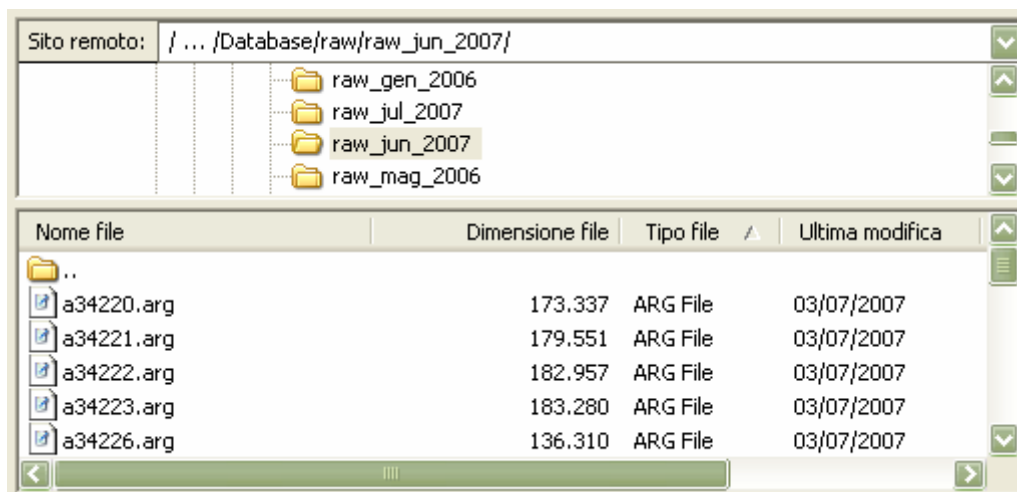 Sito remoto: / ... /Database/raw/raw_jun_2007/
raw_gen_2006
raw_jul_2007
raw_jun_2007
raw_mag_2006
Nome file Dimensione file Tipo file Ultima modifica
..
a34220.arg 173.337 ARG File 03/07/2007
a34221.arg 179.551 ARG File 03/07/2007
a34222.arg 182.957 ARG File 03/07/2007
a34223.arg 183.280 ARG File 03/07/2007
a34226.arg 136.310 ARG File 03/07/2007